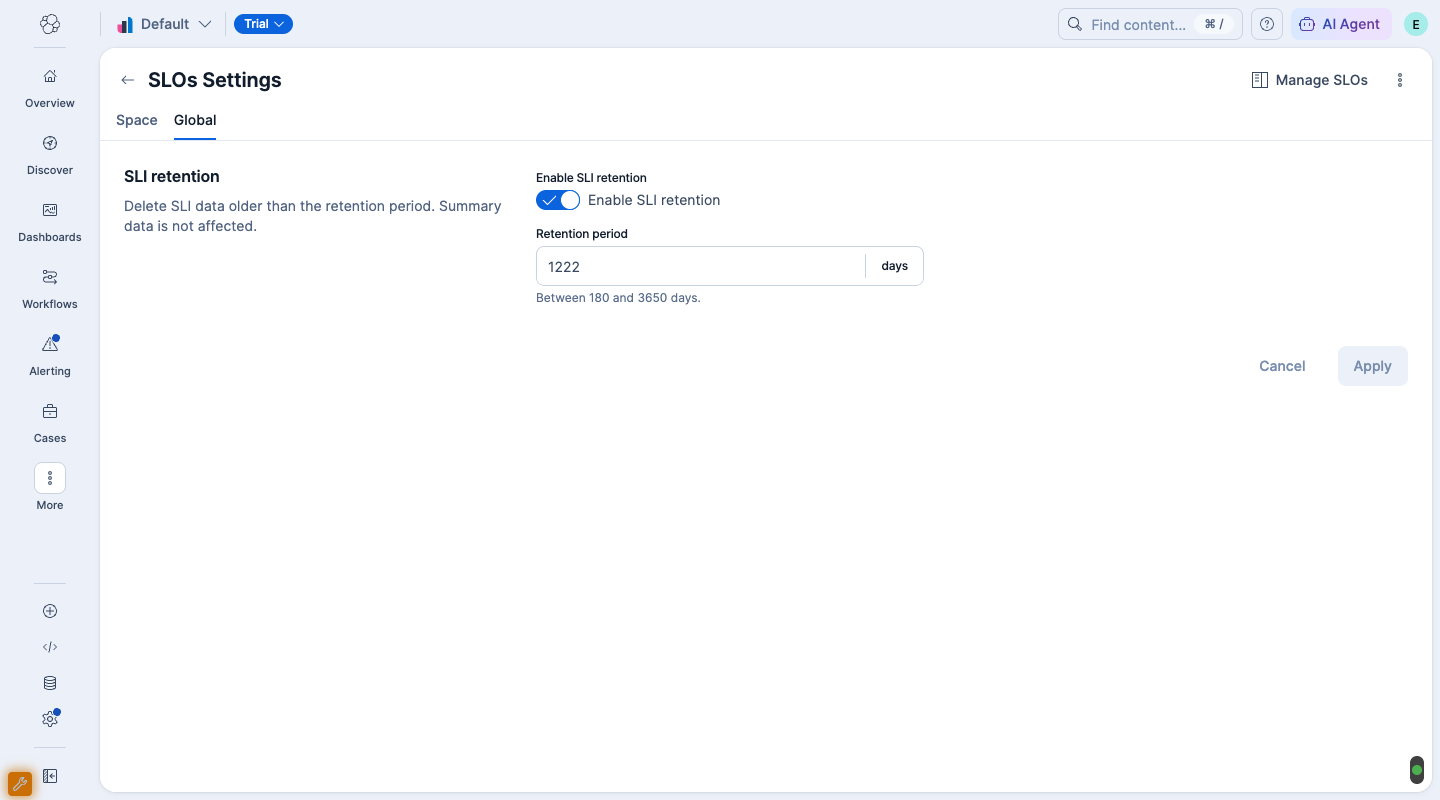 Default
Trial
Find content...
⌘ /
AI Agent
E
Overview
Discover
Dashboards
Workflows
Alerting
Cases
More
SLOs Settings
Manage SLOs
Space
Global
SLI retention
Delete SLI data older than the retention period. Summary
data is not affected.
Enable SLI retention
Enable SLI retention
Retention period
1222
days
Between 180 and 3650 days.
Cancel
Apply